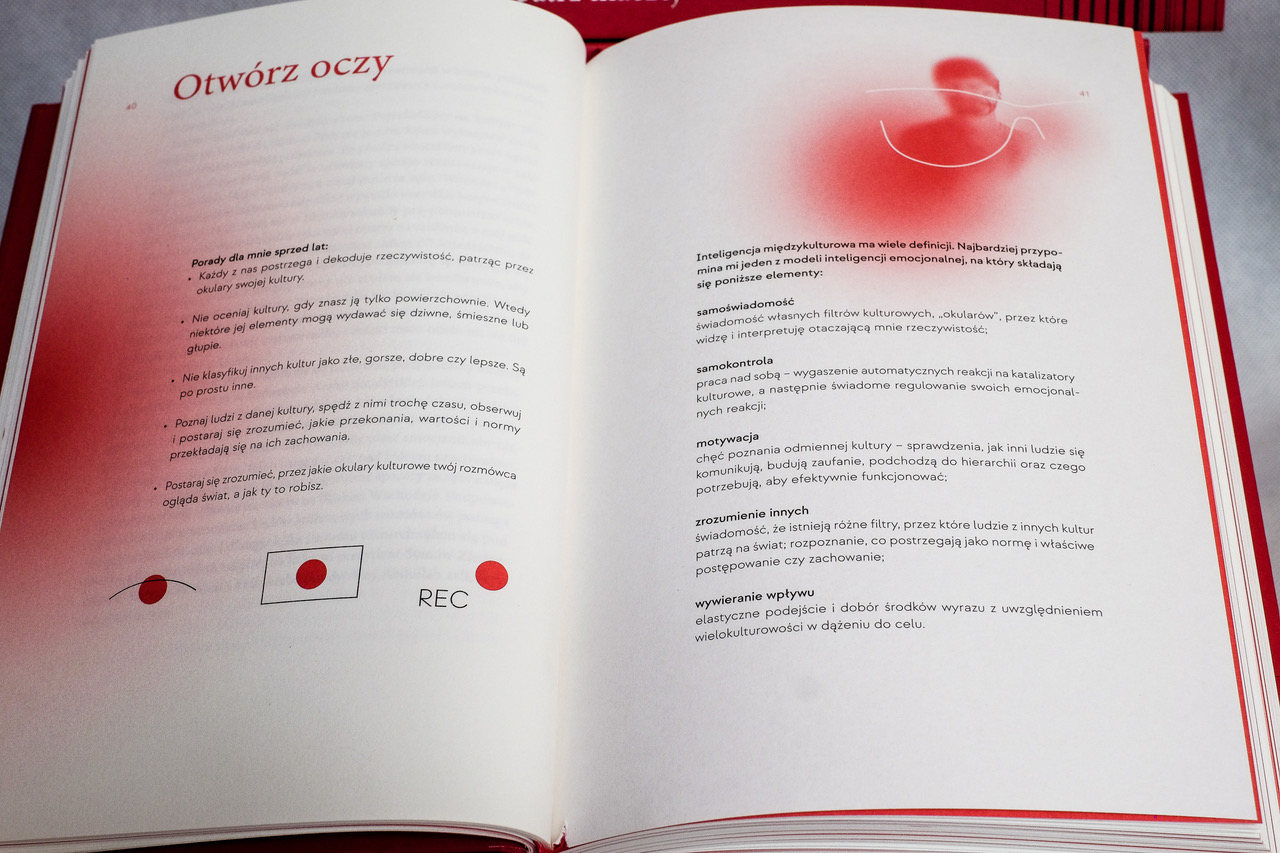 Otwórz oczy
40
Porady dla mnie sprzed lat:
• Każdy z nas postrzega i dekoduje rzeczywistość, patrząc przez
okulary swojej kultury.
• Nie oceniaj kultury, gdy znasz ją tylko powierzchownie. Wtedy
niektóre jej elementy mogą wydawać się dziwne, śmieszne lub
głupie.
• Nie klasyfikuj innych kultur jako złe, gorsze, dobre czy lepsze. Są
po prostu inne.
• Poznaj ludzi z danej kultury, spędź z nimi trochę czasu, obserwuj
i postaraj się zrozumieć, jakie przekonania, wartości i normy
przekładają się na ich zachowania.
• Postaraj się zrozumieć, przez jakie okulary kulturowe twój rozmówca
ogląda świat, a jak ty to robisz.
REC
41
Inteligencja międzykulturowa ma wiele definicji. Najbardziej przypo-
mina mi jeden z modeli inteligencji emocjonalnej, na który składają
się poniższe elementy:
samoświadomość
świadomość własnych filtrów kulturowych, „okularów”, przez które
widzę i interpretuję otaczającą mnie rzeczywistość;
samokontrola
praca nad sobą – wygaszenie automatycznych reakcji na katalizatory
kulturowe, a następnie świadome regulowanie swoich emocjonal-
nych reakcji;
motywacja
chęć poznania odmiennej kultury – sprawdzenia, jak inni ludzie się
komunikują, budują zaufanie, podchodzą do hierarchii oraz czego
potrzebują, aby efektywnie funkcjonować;
zrozumienie innych
świadomość, że istnieją różne filtry, przez które ludzie z innych kultur
patrzą na świat; rozpoznanie, co postrzegają jako normę i właściwe
postępowanie czy zachowanie;
wywieranie wpływu
elastyczne podejście i dobór środków wyrazu z uwzględnieniem
wielokulturowości w dążeniu do celu.